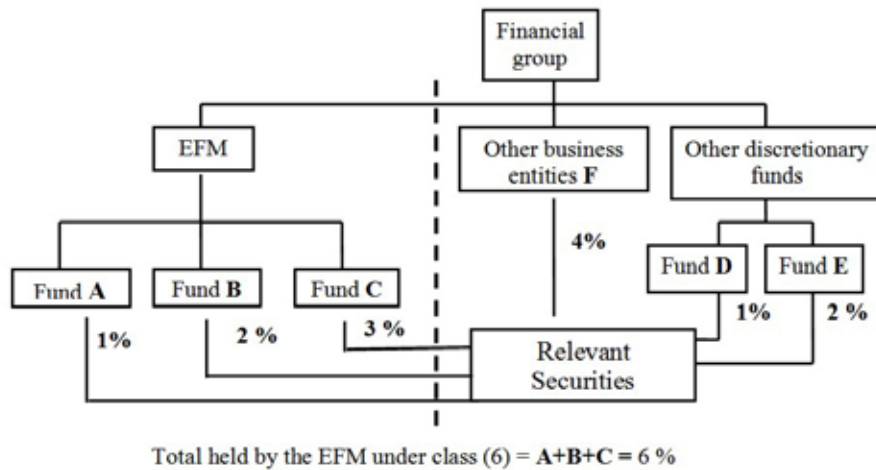 Financial
group
EFM
Other business
entities F
Other discretionary
funds
4%
Fund A
Fund B
Fund C
Fund D
Fund E
1%
2 %
3 %
1%
2 %
Relevant
Securities
Total held by the EFM under class (6) = A+B+C = 6 %